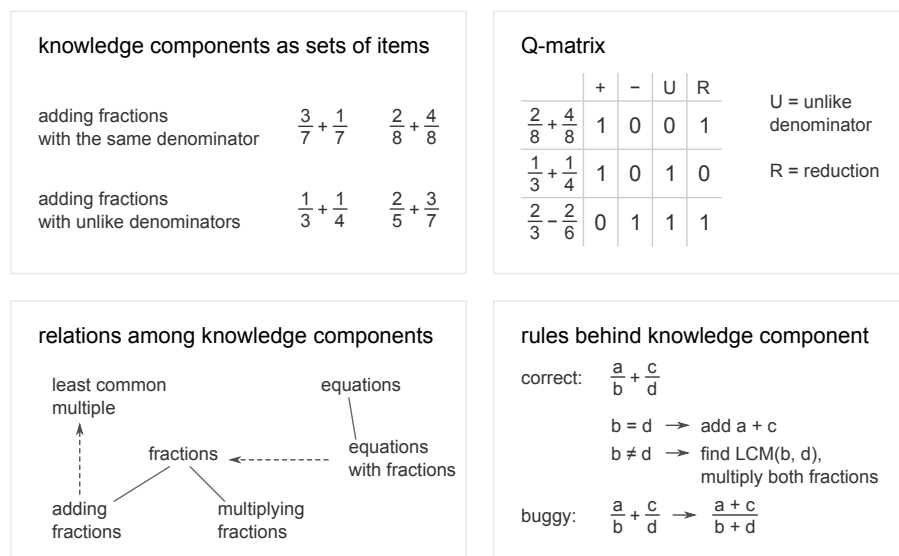 knowledge components as sets of items
adding fractions
with the same denominator
3/7 + 1/7 2/8 + 4/8
adding fractions
with unlike denominators
1/3 + 1/4 2/5 + 3/7
Q-matrix
+ − U R
2/8 + 4/8 1 0 0 1
1/3 + 1/4 1 0 1 0
2/3 − 2/6 0 1 1 1
U = unlike
denominator
R = reduction
relations among knowledge components
least common
multiple
equations
fractions
equations
with fractions
adding
fractions
multiplying
fractions
rules behind knowledge component
correct: a/b + c/d
b = d → add a + c
b ≠ d → find LCM(b, d),
multiply both fractions
buggy: a/b + c/d → a + c/b + d